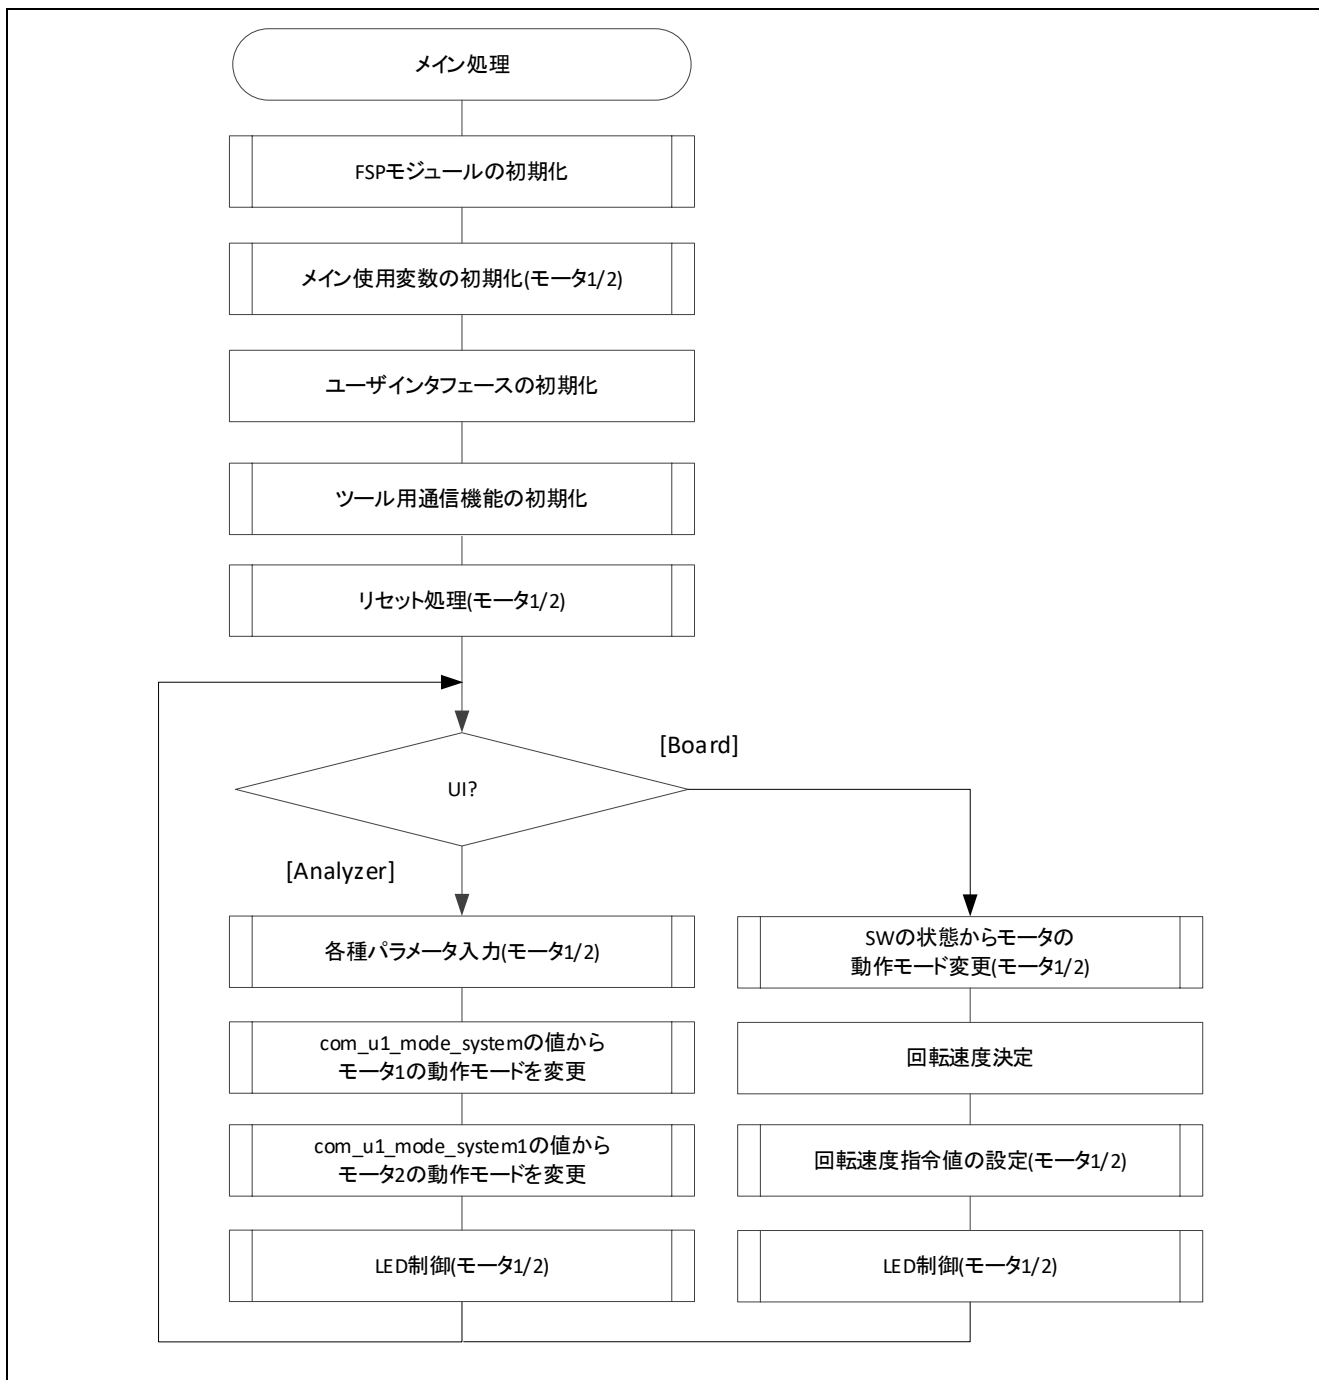 メイン処理
FSPモジュールの初期化
メイン使用変数の初期化(モータ1/2)
ユーザインタフェースの初期化
ツール用通信機能の初期化
リセット処理(モータ1/2)
UI?
[Board]
[Analyzer]
各種パラメータ入力(モータ1/2)
com_u1_mode_systemの値から
モータ1の動作モードを変更
com_u1_mode_system1の値から
モータ2の動作モードを変更
LED制御(モータ1/2)
SWの状態からモータの
動作モード変更(モータ1/2)
回転速度決定
回転速度指令値の設定(モータ1/2)
LED制御(モータ1/2)